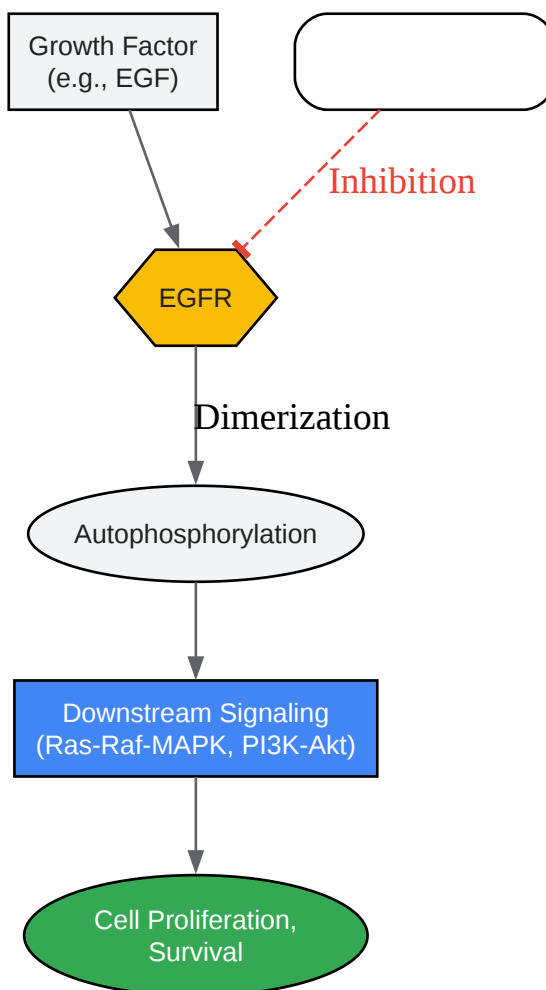 Growth Factor
(e.g., EGF)
Inhibition
EGFR
Dimerization
Autophosphorylation
Downstream Signaling
(Ras-Raf-MAPK, PI3K-Akt)
Cell Proliferation,
Survival